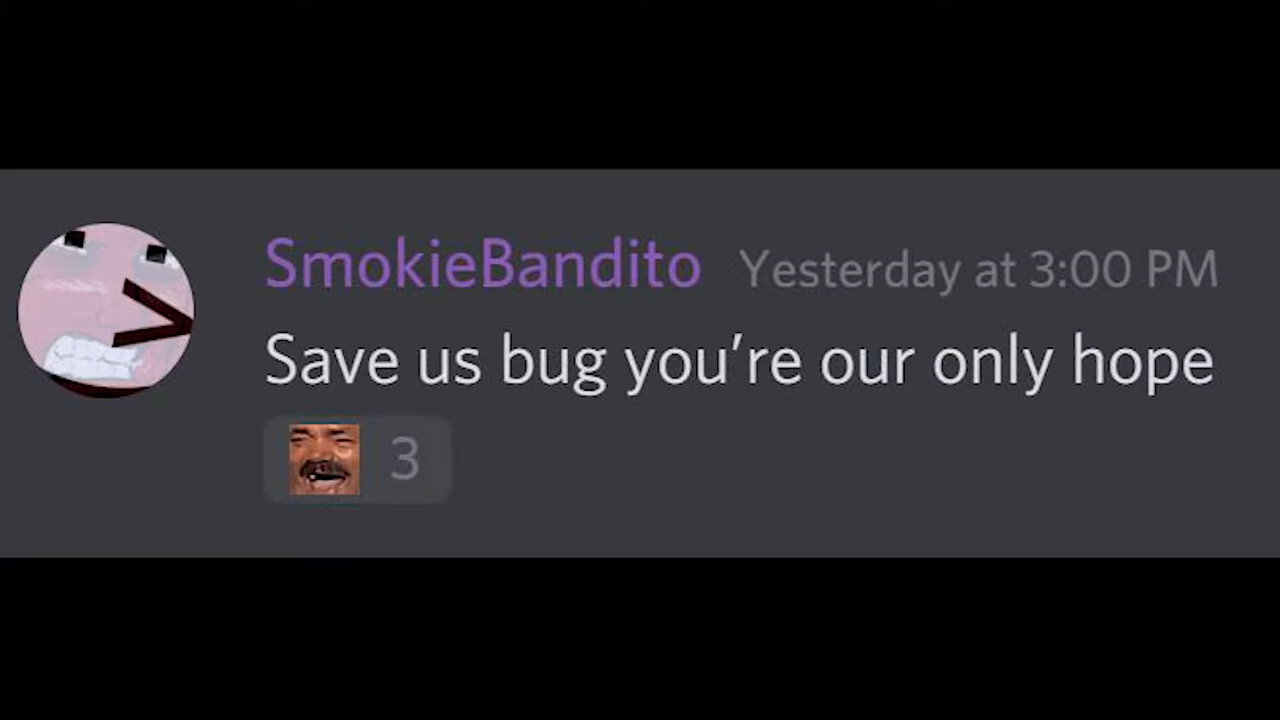 SmokieBandito Yesterday at 3:00 PM
Save us bug you’re our only hope
3